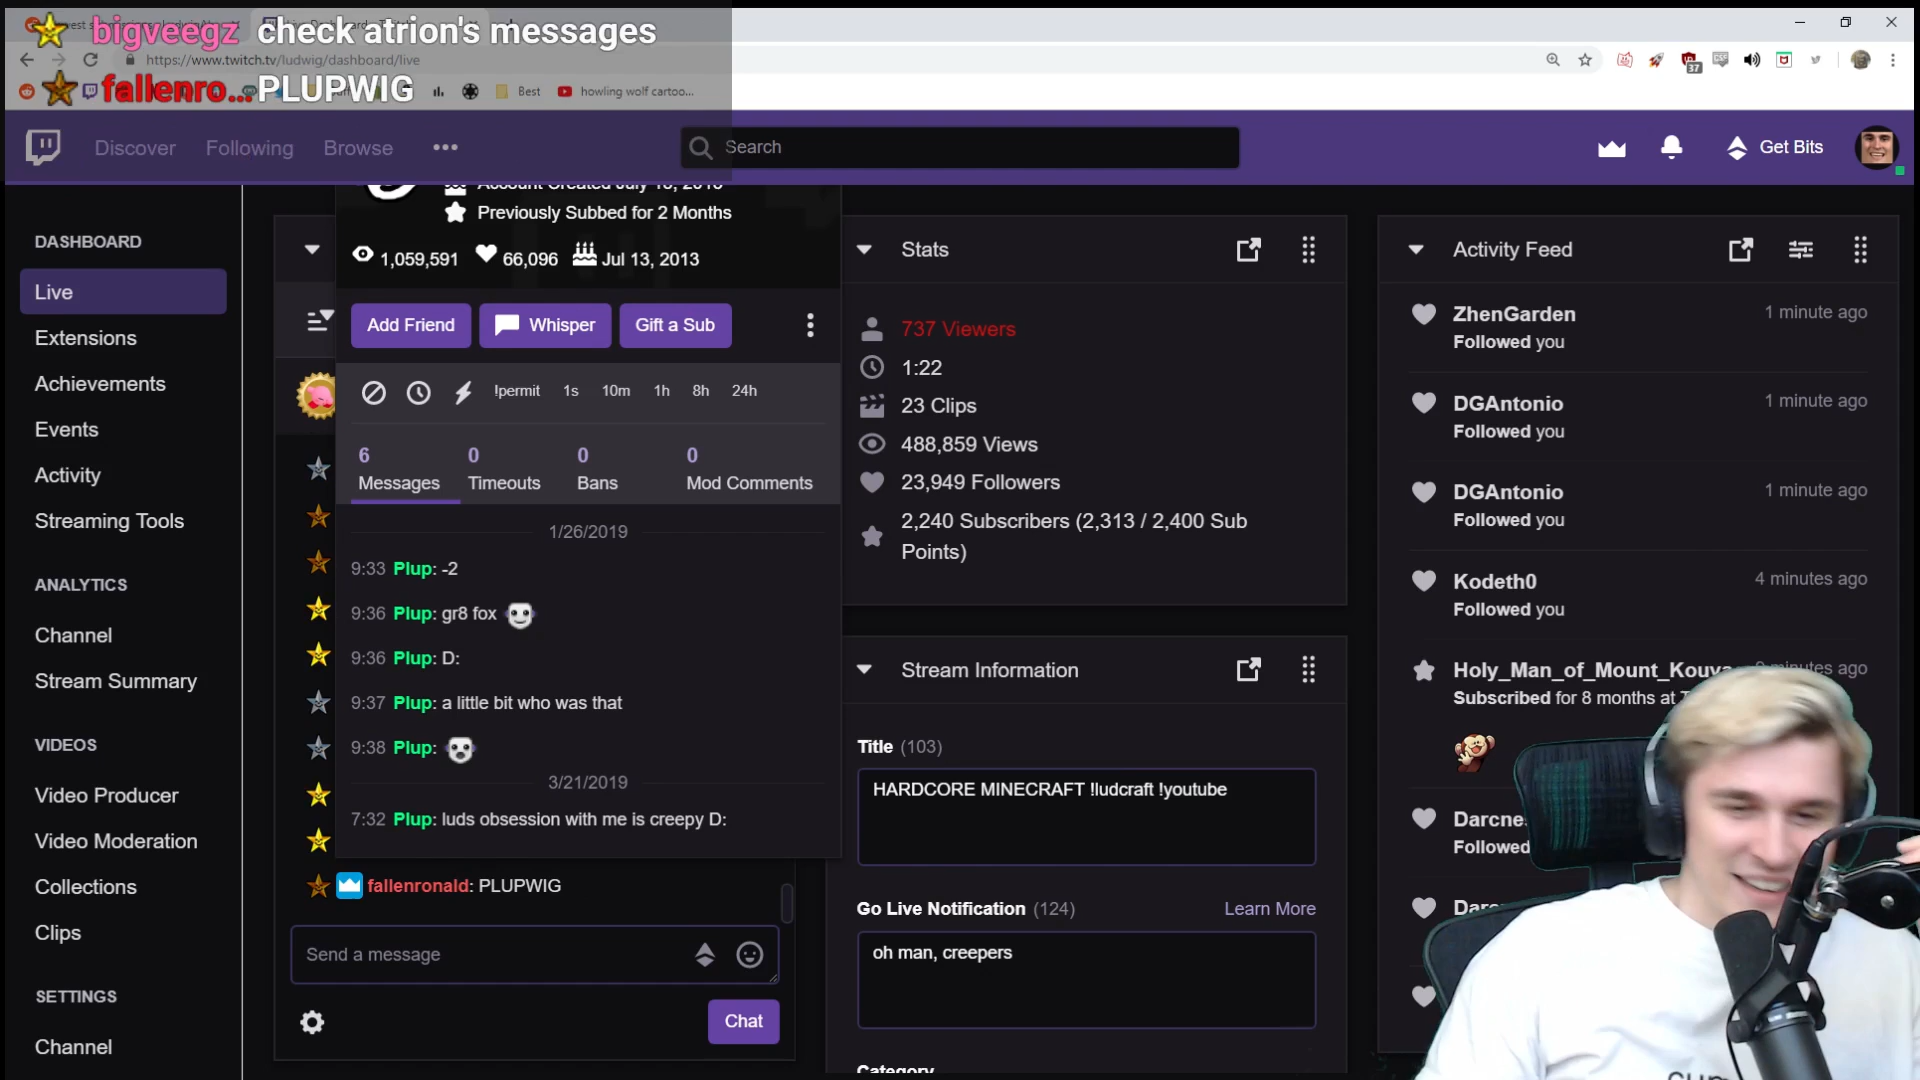 bigveegz check atrion's messages
https://www.twitch.tv/ludwig/dashboard/live
fallenro... PLUPWIG
Best
howling wolf cartoo...
37
Discover
Following
Browse
Search
Get Bits
Previously Subbed for 2 Months
1,059,591
66,096
Jul 13, 2013
Add Friend
Whisper
Gift a Sub
!permit 1s 10m 1h 8h 24h
6 0 0 0
Messages Timeouts Bans Mod Comments
1/26/2019
9:33 Plup: -2
9:36 Plup: gr8 fox
9:36 Plup: D:
9:37 Plup: a little bit who was that
9:38 Plup:
3/21/2019
7:32 Plup: luds obsession with me is creepy D:
fallenronald: PLUPWIG
Send a message
Chat
DASHBOARD
Live
Extensions
Achievements
Events
Activity
Streaming Tools
ANALYTICS
Channel
Stream Summary
VIDEOS
Video Producer
Video Moderation
Collections
Clips
SETTINGS
Channel
Stats
737 Viewers
1:22
23 Clips
488,859 Views
23,949 Followers
2,240 Subscribers (2,313 / 2,400 Sub
Points)
Stream Information
Title (103)
HARDCORE MINECRAFT !ludcraft !youtube
Go Live Notification (124)
Learn More
oh man, creepers
Category
Activity Feed
ZhenGarden 1 minute ago
Followed you
DGAntonio 1 minute ago
Followed you
DGAntonio 1 minute ago
Followed you
Kodeth0 4 minutes ago
Followed you
Holy_Man_of_Mount_Kouya minutes ago
Subscribed for 8 months at
Darcne
Followed